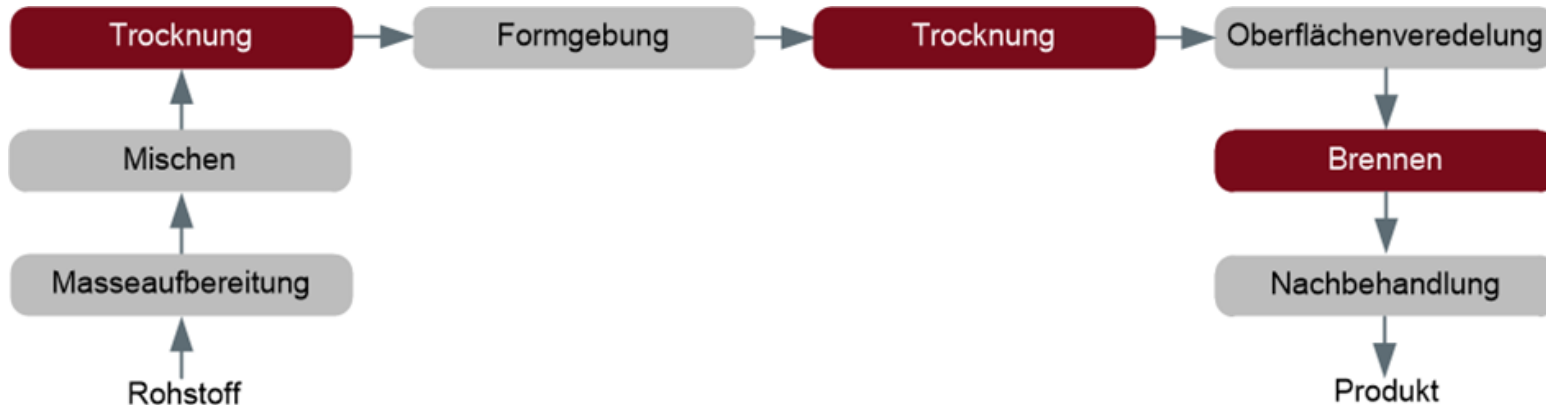 Trocknung
Formgebung
Trocknung
Oberflächenveredelung
Mischen
Brennen
Masseaufbereitung
Nachbehandlung
Rohstoff
Produkt